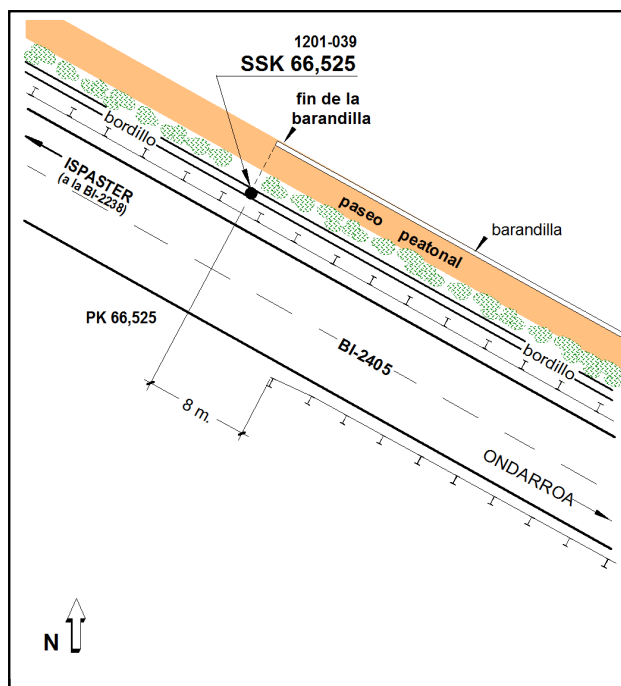 1201-039
SSK 66,525
fin de la
barandilla
bordillo
ISPASTER
(a la BI-2238)
paseo peatonal
barandilla
PK 66,525
BI-2405
bordillo
8 m.
ONDARROA
N